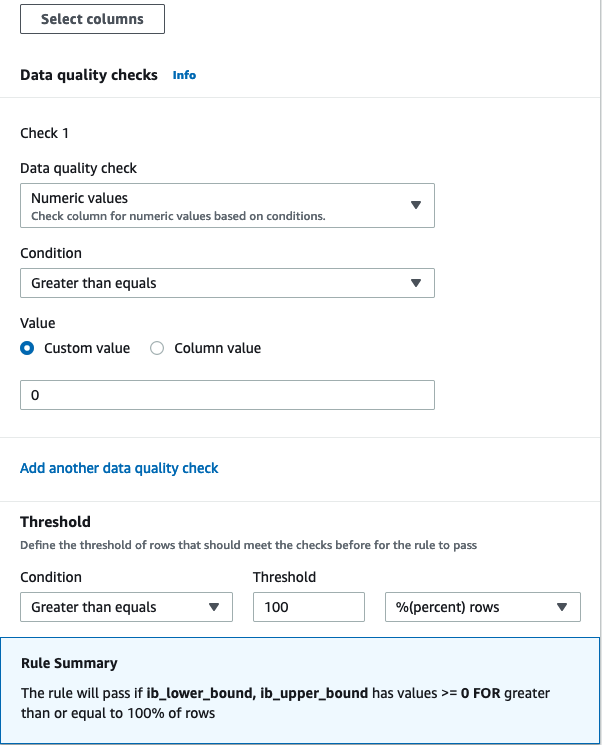 Select columns
Data quality checks Info
Check 1
Data quality check
Numeric values
Check column for numeric values based on conditions.
Condition
Greater than equals
Value
Custom value Column value
0
Add another data quality check
Threshold
Define the threshold of rows that should meet the checks before for the rule to pass
Condition Threshold
Greater than equals 100 %(percent) rows
Rule Summary
The rule will pass if ib_lower_bound, ib_upper_bound has values >= 0 FOR greater
than or equal to 100% of rows